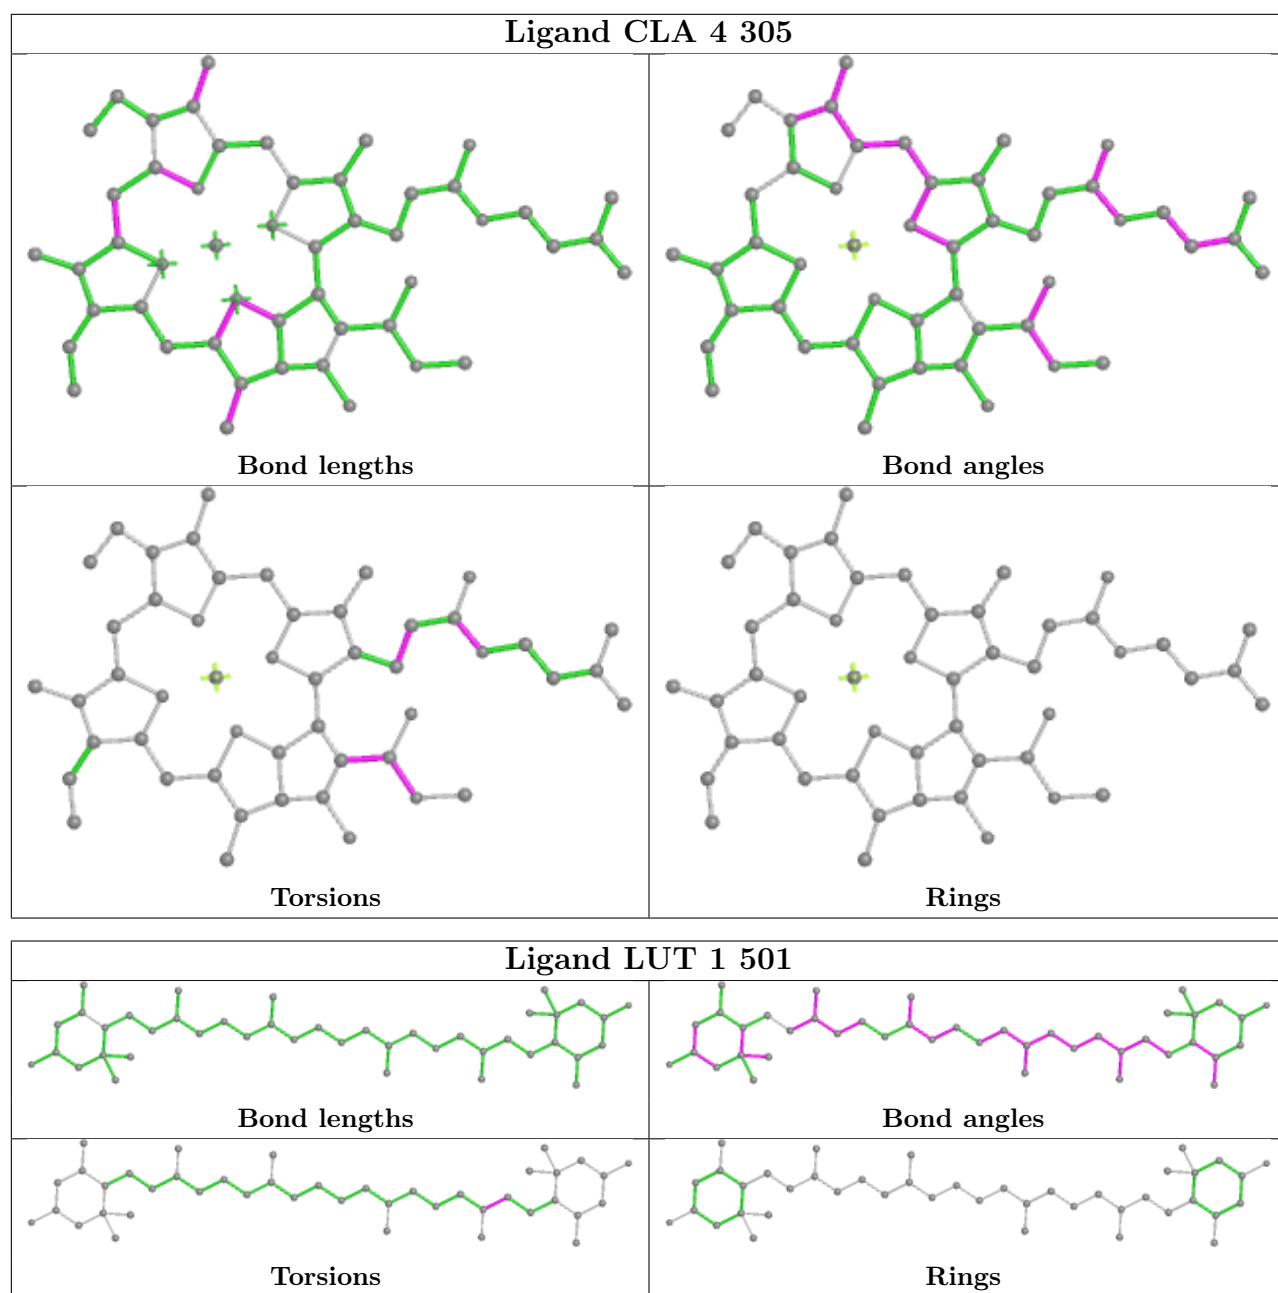 Ligand CLA 4 305
Bond lengths
Bond angles
Torsions
Rings
Ligand LUT 1 501
Bond lengths
Bond angles
Torsions
Rings